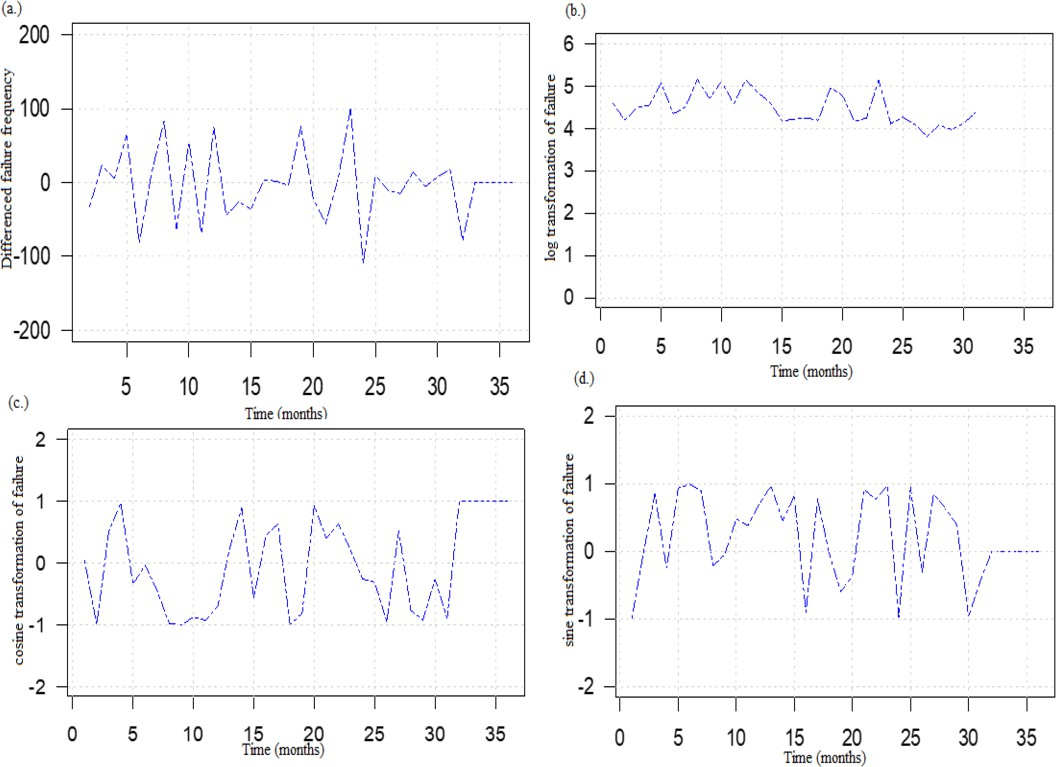 (a.)
Differenced failure frequency
200
100
0
-100
-200
5 10 15 20 25 30 35
Time (months)
(b.)
log transformation of failure
6
5
4
3
2
1
0
0 5 10 15 20 25 30 35
Time (months)
(c.)
cosine transformation of failure
2
1
0
-1
-2
0 5 10 15 20 25 30 35
Time (months)
(d.)
sine transformation of failure
2
1
0
-1
-2
0 5 10 15 20 25 30 35
Time (months)